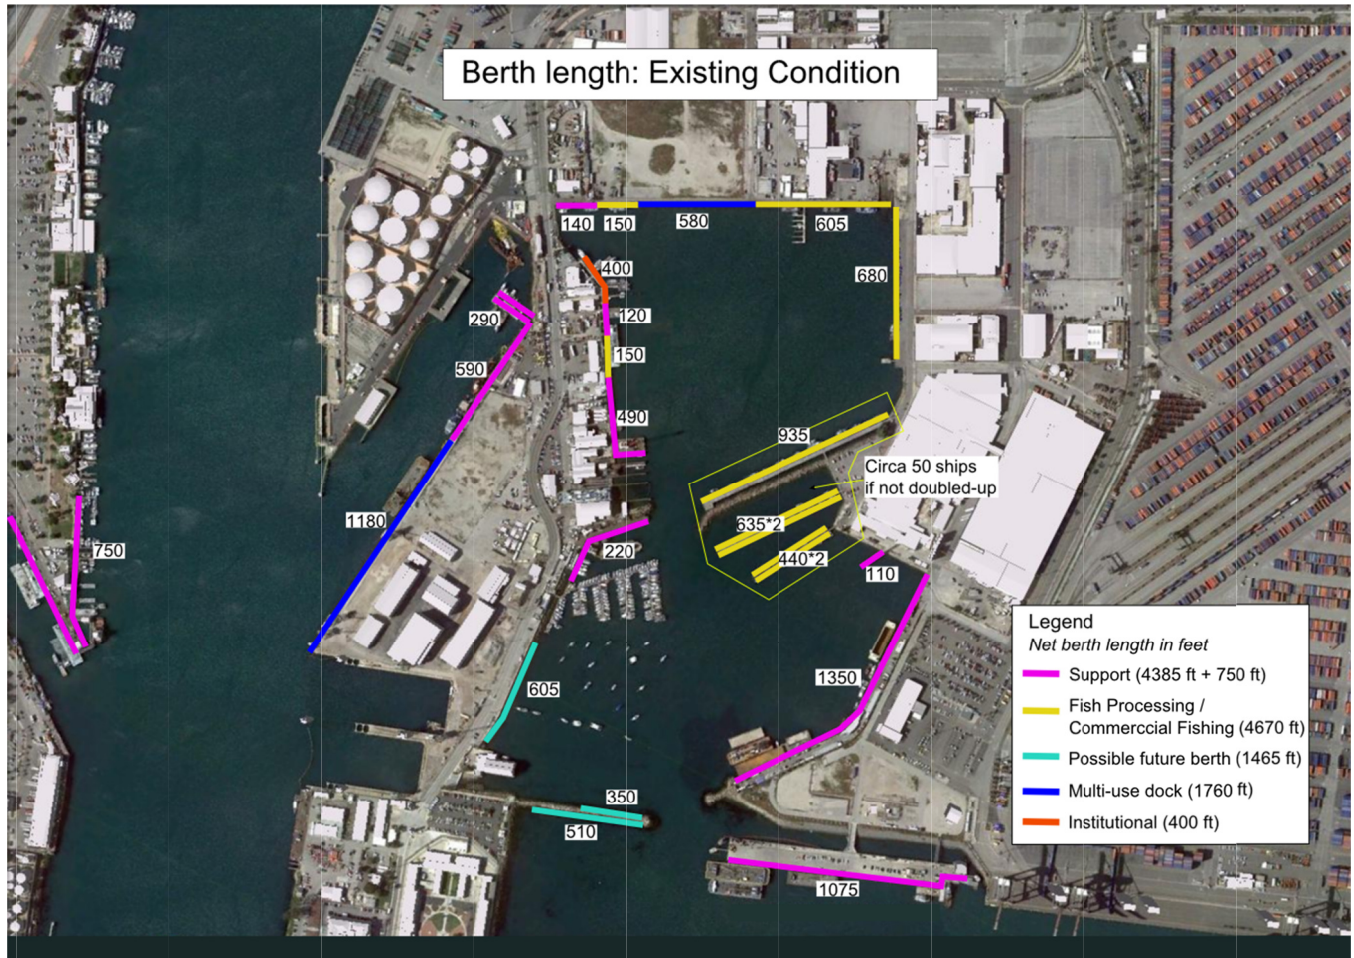 Berth length: Existing Condition
140
150
580
605
400
680
120
290
150
590
490
935
Circa 50 ships
if not doubled-up
1180
635*2
750
220
440*2
110
Legend
Net berth length in feet
Support (4385 ft + 750 ft)
Fish Processing /
Commerccial Fishing (4670 ft)
Possible future berth (1465 ft)
Multi-use dock (1760 ft)
Institutional (400 ft)
1350
605
350
510
1075